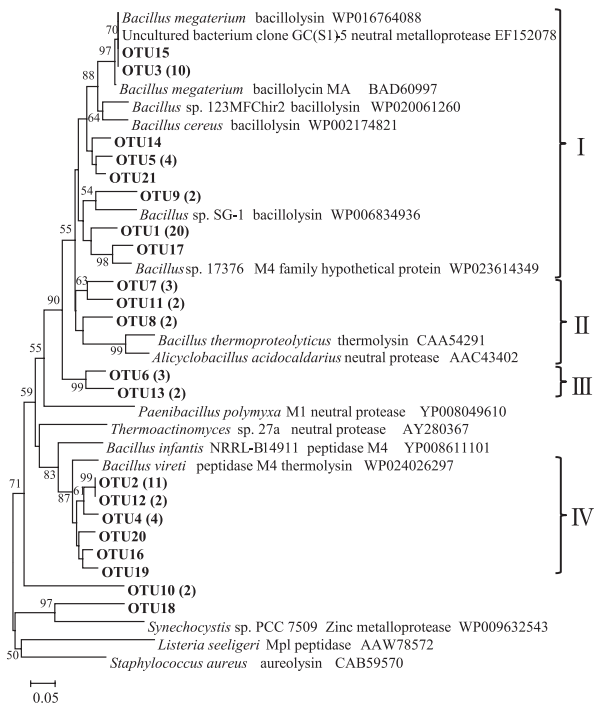 Bacillus megaterium bacillolysin WP016764088
70
Uncultured bacterium clone GC(S1)-5 neutral metalloprotease EF152078
97
OTU15
OTU3 (10)
88
Bacillus megaterium bacillolycin MA BAD60997
Bacillus sp. 123MFChir2 bacillolysin WP020061260
64
Bacillus cereus bacillolysin WP002174821
OTU14
I
OTU5 (4)
OTU21
54
OTU9 (2)
Bacillus sp. SG-1 bacillolysin WP006834936
55
OTU1 (20)
OTU17
98
Bacillus sp. 17376 M4 family hypothetical protein WP023614349
63
OTU7 (3)
90
OTU11 (2)
OTU8 (2)
II
Bacillus thermoproteolyticus thermolysin CAA54291
99
Alicyclobacillus acidocaldarius neutral protease AAC43402
55
OTU6 (3)
99
III
OTU13 (2)
59
Paenibacillus polymyxa M1 neutral protease YP008049610
Thermoactinomyces sp. 27a neutral protease AY280367
Bacillus infantis NRRL-B14911 peptidase M4 YP008611101
83
Bacillus vireti peptidase M4 thermolysin WP024026297
71
99
OTU2 (11)
87
6
OTU12 (2)
OTU4 (4)
IV
OTU20
OTU16
OTU19
OTU10 (2)
97
OTU18
Synechocystis sp. PCC 7509 Zinc metalloprotease WP009632543
Listeria seeligeri Mpl peptidase AAW78572
50
Staphylococcus aureus aureolysin CAB59570
0.05